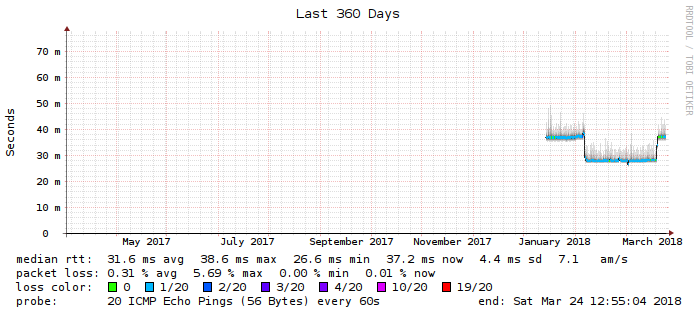 Last 360 Days
RRDTOOL / TOBI OETIKER
Seconds
70 m
60 m
50 m
40 m
30 m
20 m
10 m
0
May 2017 July 2017 September 2017 November 2017 January 2018 March 2018
median rtt: 31.6 ms avg 38.6 ms max 26.6 ms min 37.2 ms now 4.4 ms sd 7.1 am/s
packet loss: 0.31 % avg 5.69 % max 0.00 % min 0.01 % now
loss color: 0 1/20 2/20 3/20 4/20 10/20 19/20
probe: 20 ICMP Echo Pings (56 Bytes) every 60s end: Sat Mar 24 12:55:04 2018